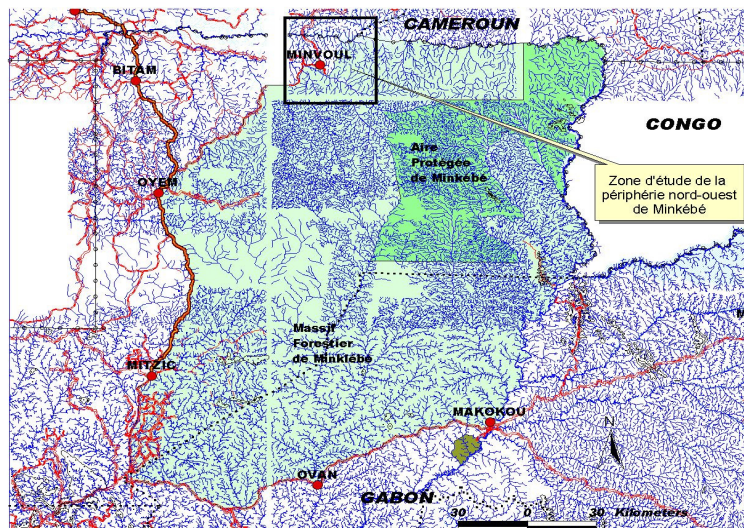 CAMEROUN
MINVOUL
BITAM
CONGO
Aire
Protégée
de Minkébé
Zone d'étude de la
périphérie nord-ouest
de Minkébé
OYEM
Massif
Forestier
de Minkiébé
MITZIC
MAKOKOU
N
OVAN
GABON
30 0 30 Kilometers